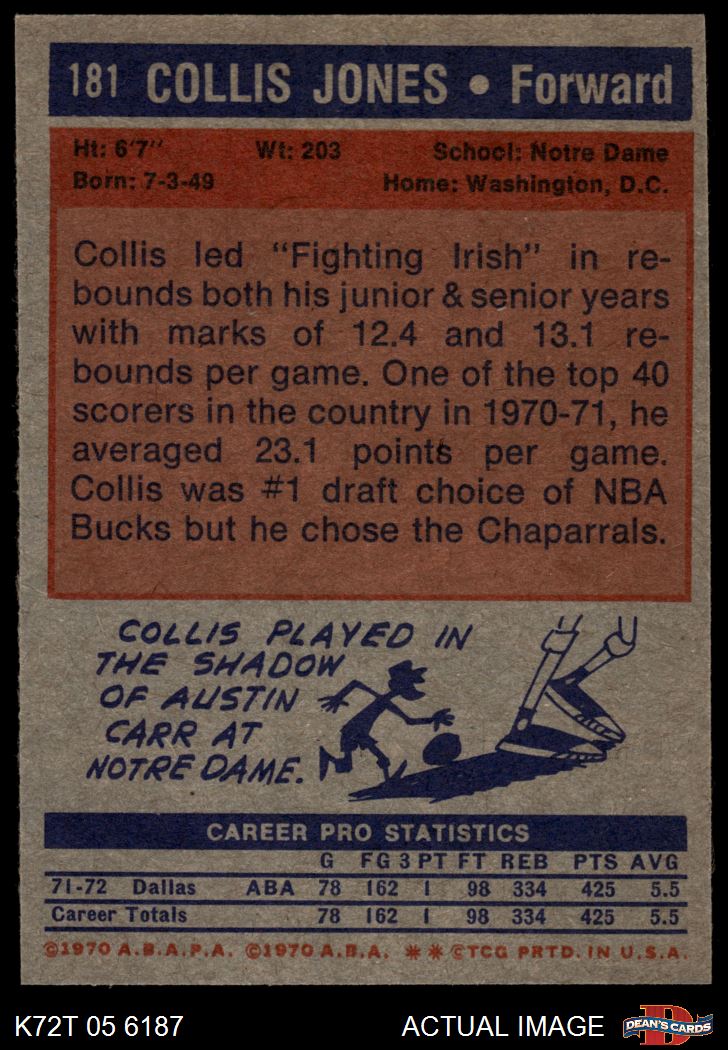 181 COLLIS JONES • Forward
Ht: 6'7" Wt: 203 School: Notre Dame
Born: 7-3-49 Home: Washington, D.C.
Collis led "Fighting Irish" in re-
bounds both his junior & senior years
with marks of 12.4 and 13.1 re-
bounds per game. One of the top 40
scorers in the country in 1970-71, he
averaged 23.1 points per game.
Collis was #1 draft choice of NBA
Bucks but he chose the Chaparrals.
COLLIS PLAYED IN
THE SHADOW
OF AUSTIN
CARR AT
NOTRE DAME.
CAREER PRO STATISTICS
G FG 3 PT FT REB PTS AVG
71-72 Dallas ABA 78 162 1 98 334 425 5.5
Career Totals 78 162 1 98 334 425 5.5
©1970 A.B.A.P.A. ©1970 A.B.A. ** ©TCG PRTD. IN U.S.A.
K72T 05 6187 ACTUAL IMAGE D DEAN'S CARDS